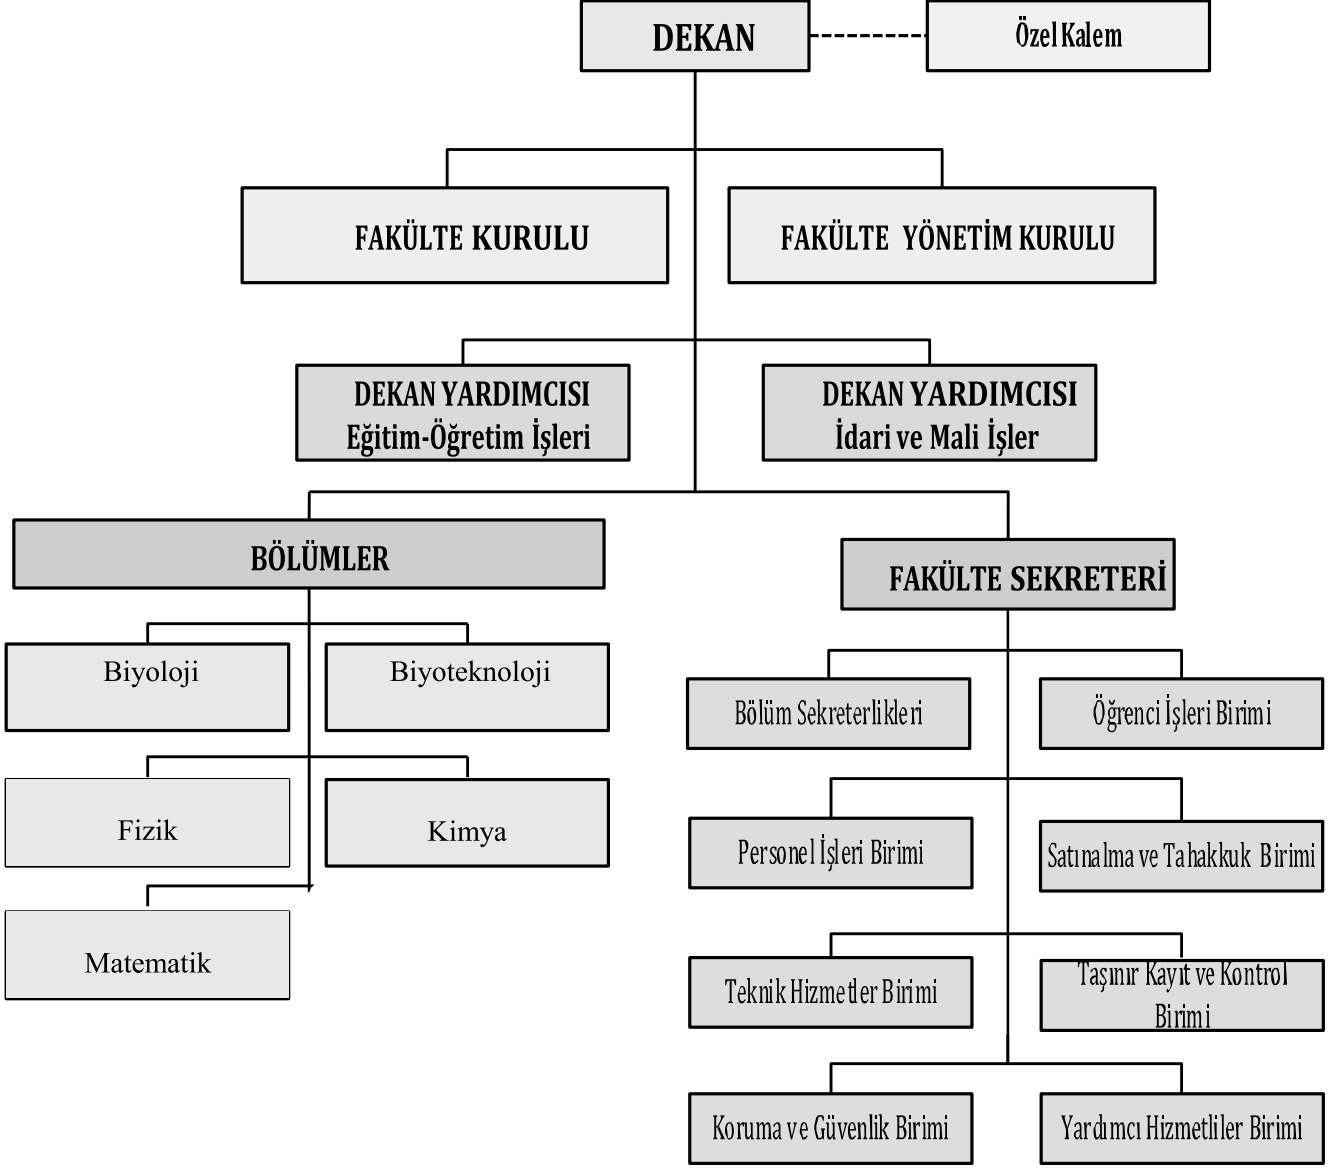 DEKAN
Özel Kalem
FAKÜLTE KURULU
FAKÜLTE YÖNETİM KURULU
DEKAN YARDIMCISI
Eğitim-Öğretim İşleri
DEKAN YARDIMCISI
İdari ve Mali İşler
BÖLÜMLER
FAKÜLTE SEKRETERİ
Biyoloji
Biyoteknoloji
Bölüm Sekreterlikleri
Öğrenci İşleri Birimi
Fizik
Kimya
Personel İşleri Birimi
Satınalma ve Tahakkuk Birimi
Matematik
Teknik Hizmetler Birimi
Taşınır Kayıt ve Kontrol
Birimi
Koruma ve Güvenlik Birimi
Yardımcı Hizmetliler Birimi